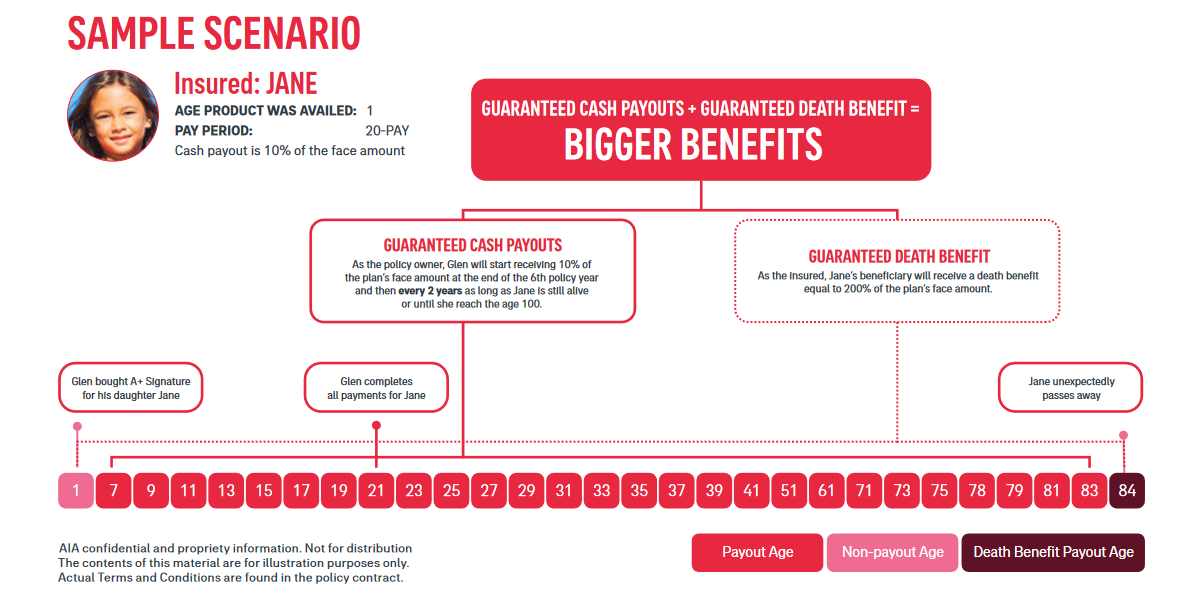 SAMPLE SCENARIO
Insured: JANE
AGE PRODUCT WAS AVAILED: 1
PAY PERIOD: 20-PAY
Cash payout is 10% of the face amount
GUARANTEED CASH PAYOUTS + GUARANTEED DEATH BENEFIT =
BIGGER BENEFITS
GUARANTEED CASH PAYOUTS
As the policy owner, Glen will start receiving 10% of
the plan's face amount at the end of the 6th policy year
and then every 2 years as long as Jane is still alive
or until she reach the age 100.
GUARANTEED DEATH BENEFIT
As the insured, Jane's beneficiary will receive a death benefit
equal to 200% of the plan's face amount.
Glen bought A+ Signature
for his daughter Jane
Glen completes
all payments for Jane
Jane unexpectedly
passes away
1 7 9 11 13 15 17 19 21 23 25 27 29 31 33 35 37 39 41 51 61 71 73 75 78 79 81 83 84
AIA confidential and propriety information. Not for distribution
The contents of this material are for illustration purposes only.
Actual Terms and Conditions are found in the policy contract.
Payout Age Non-payout Age Death Benefit Payout Age